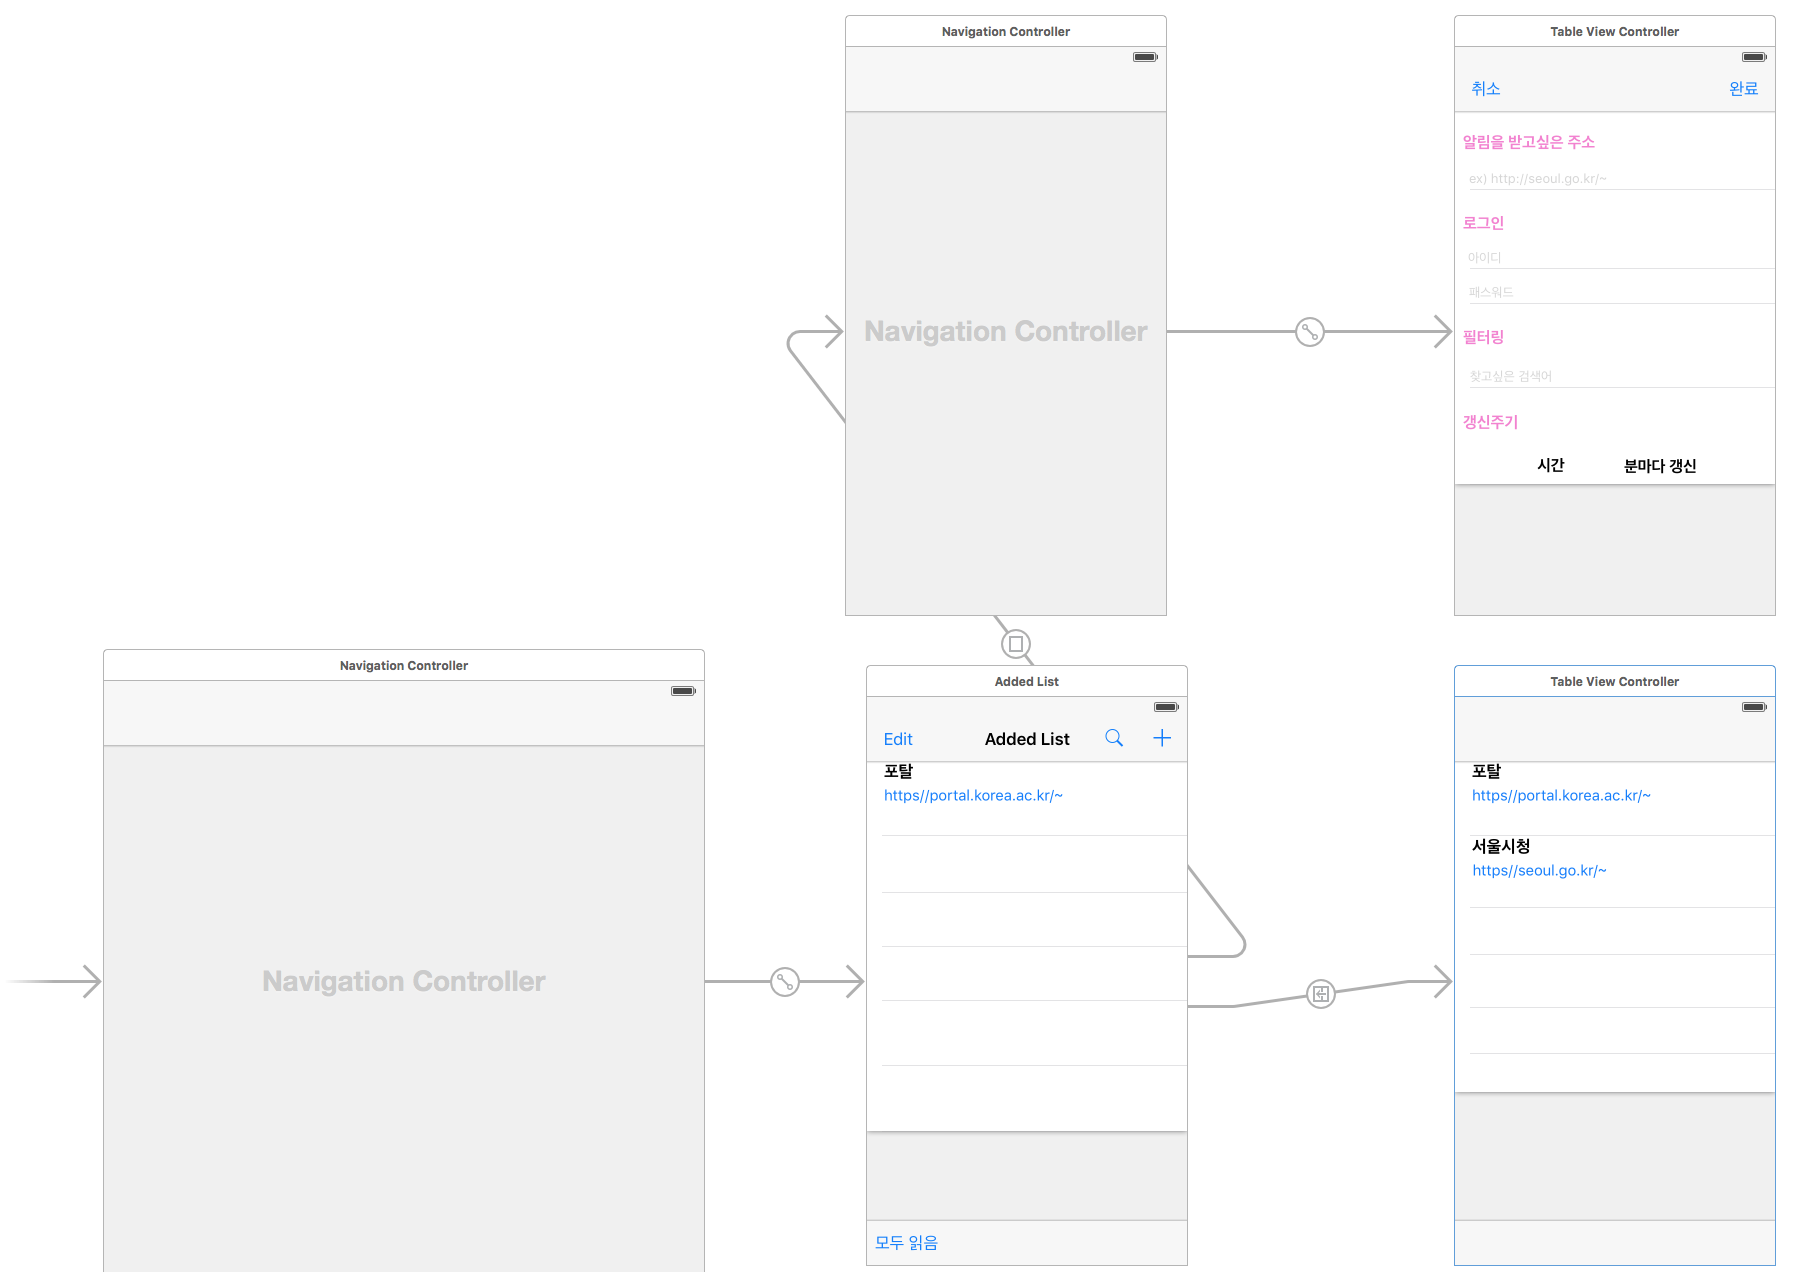 Navigation Controller
Navigation Controller
Table View Controller
취소
완료
알림을 받고싶은 주소
ex) http://seoul.go.kr/~
로그인
아이디
패스워드
필터링
찾고싶은 검색어
갱신주기
시간
분마다 갱신
Navigation Controller
Navigation Controller
Added List
Edit
Added List
포탈
https//portal.korea.ac.kr/~
모두 읽음
Table View Controller
포탈
https//portal.korea.ac.kr/~
서울시청
https//seoul.go.kr/~